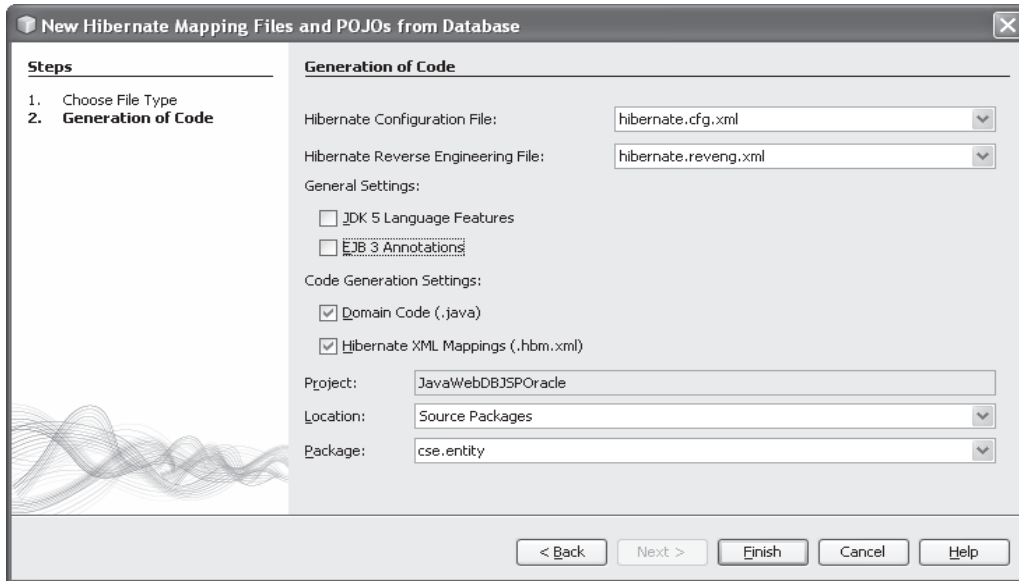 New Hibernate Mapping Files and POJOs from Database
Steps
1. Choose File Type
2. Generation of Code
Generation of Code
Hibernate Configuration File: hibernate.cfg.xml
Hibernate Reverse Engineering File: hibernate.reveng.xml
General Settings:
JDK 5 Language Features
EJB 3 Annotations
Code Generation Settings:
Domain Code (.java)
Hibernate XML Mappings (.hbm.xml)
Project: JavaWebDBJSPOracle
Location: Source Packages
Package: cse.entity
< Back Next > Finish Cancel Help